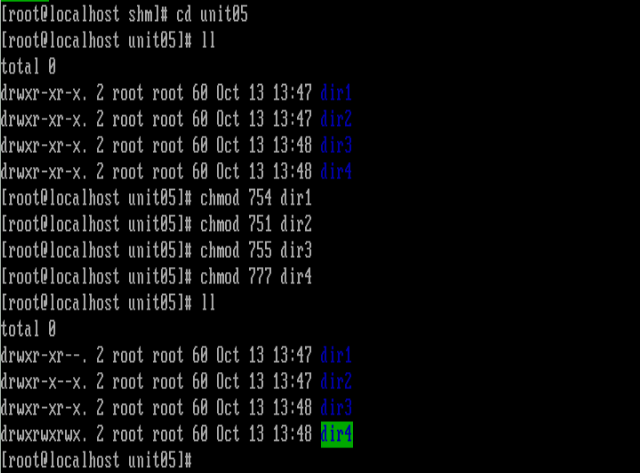 [root@localhost shm]# cd unit05
[root@localhost unit05]# ll
total 0
drwxr-xr-x. 2 root root 60 Oct 13 13:47 dir1
drwxr-xr-x. 2 root root 60 Oct 13 13:47 dir2
drwxr-xr-x. 2 root root 60 Oct 13 13:48 dir3
drwxr-xr-x. 2 root root 60 Oct 13 13:48 dir4
[root@localhost unit05]# chmod 754 dir1
[root@localhost unit05]# chmod 751 dir2
[root@localhost unit05]# chmod 755 dir3
[root@localhost unit05]# chmod 777 dir4
[root@localhost unit05]# ll
total 0
drwxr-xr--. 2 root root 60 Oct 13 13:47 dir1
drwxr-x--x. 2 root root 60 Oct 13 13:47 dir2
drwxr-xr-x. 2 root root 60 Oct 13 13:48 dir3
drwxrwxrwx. 2 root root 60 Oct 13 13:48 dir4
[root@localhost unit05]#